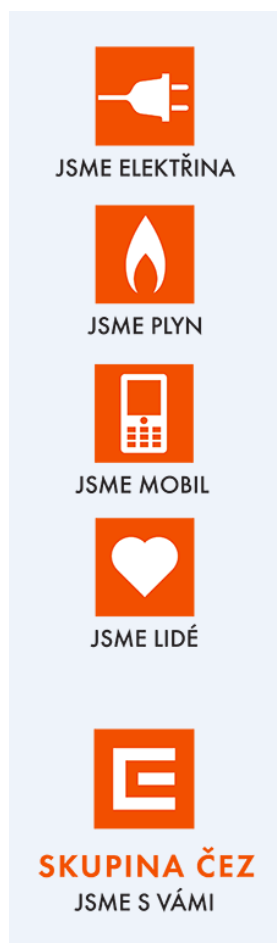 JSME ELEKTŘINA
JSME PLYN
JSME MOBIL
JSME LIDÉ
SKUPINA ČEZ
JSME S VÁMI